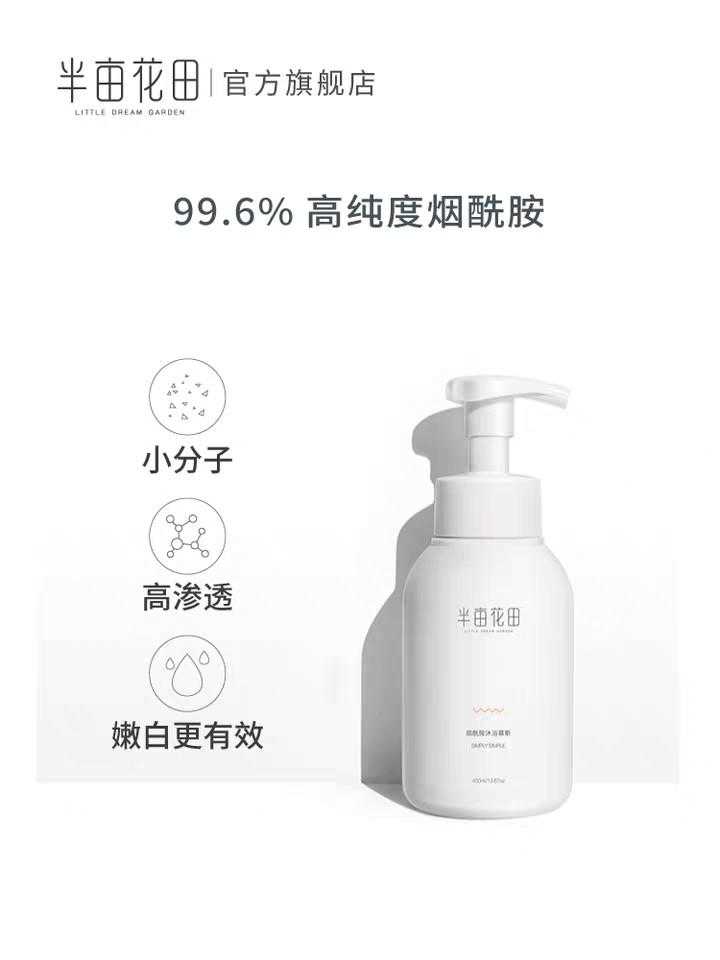 半亩花田|官方旗舰店
LITTLE DREAM GARDEN
99.6% 高纯度烟酰胺
小分子
高渗透
嫩白更有效
半亩花田
LITTLE DREAM GARDEN
烟酰胺沐浴慕斯
SIMPLY SIMPLE